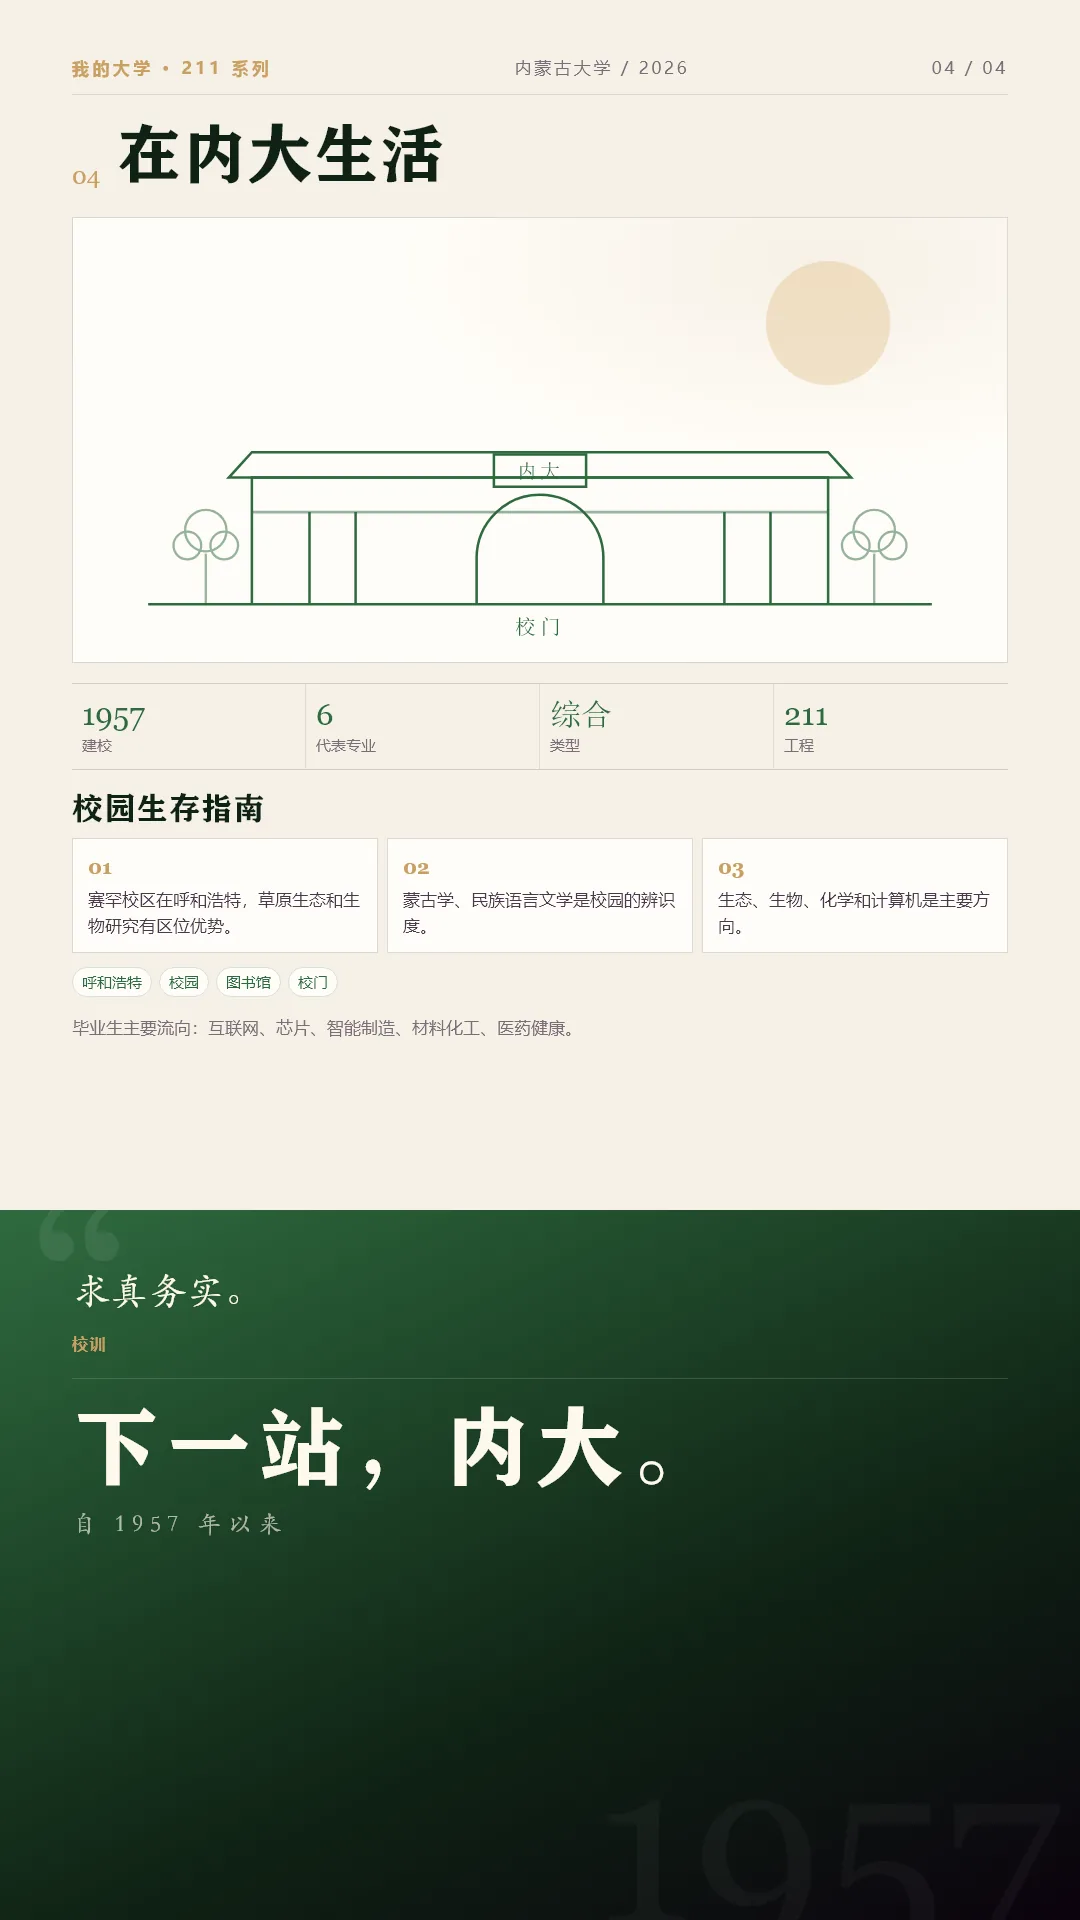 我的大学 · 211 系列
内蒙古大学 / 2026
04 / 04
04 在内大生活
内大
校门
1957
建校
6
代表专业
综合
类型
211
工程
校园生存指南
01
赛罕校区在呼和浩特，草原生态和生
物研究有区位优势。
02
蒙古学、民族语言文学是校园的辨识
度。
03
生态、生物、化学和计算机是主要方
向。
呼和浩特
校园
图书馆
校门
毕业生主要流向：互联网、芯片、智能制造、材料化工、医药健康。
“
求真务实。
校训
下一站，内大。
自 1957 年以来
1957